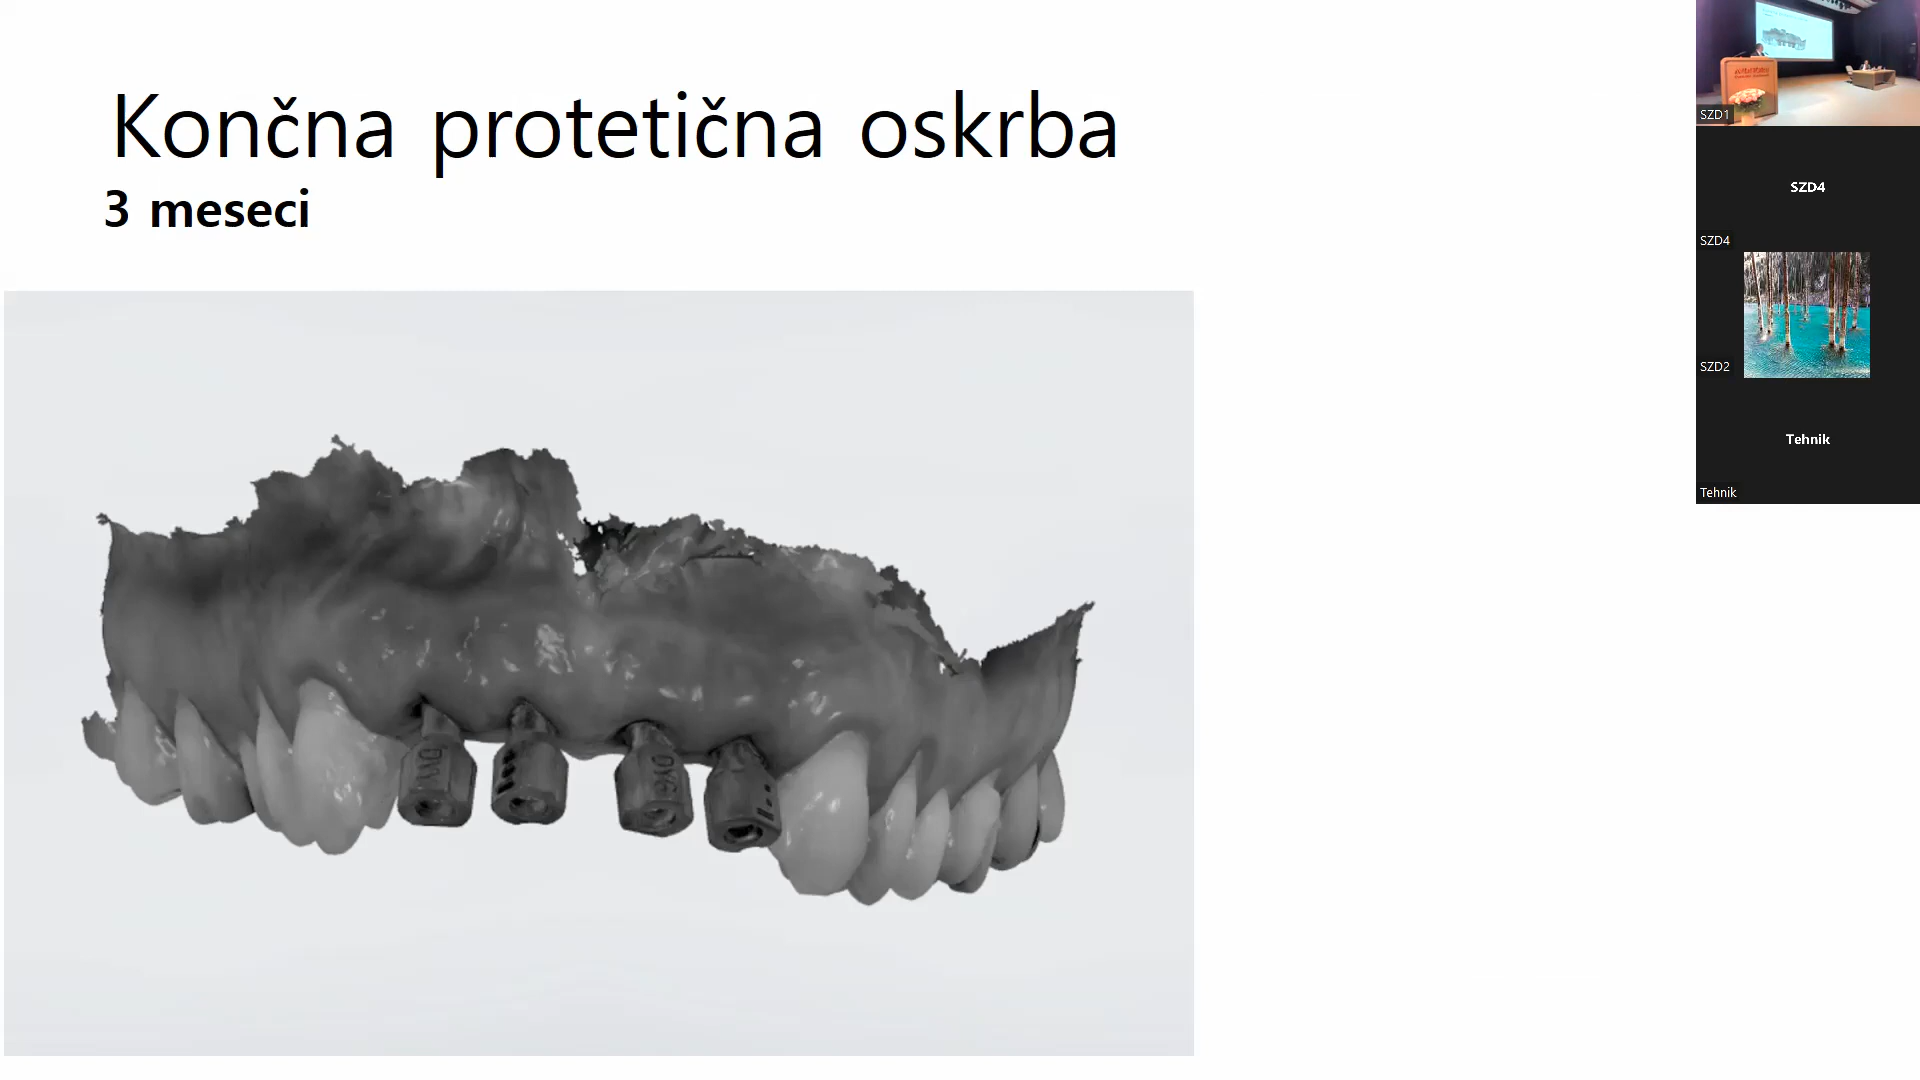 Končna protetična oskrba
3 meseci
SZD1
SZD4
SZD4
SZD2
Tehnik
Tehnik